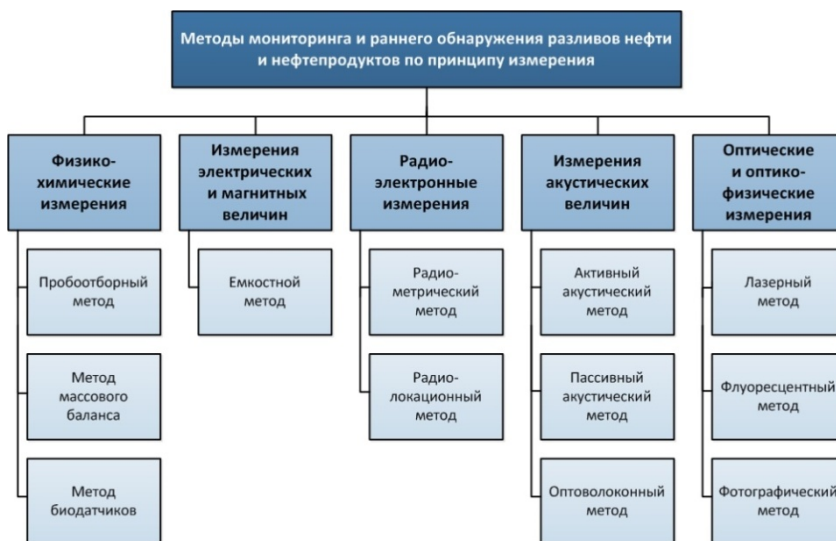 Методы мониторинга и раннего обнаружения разливов нефти
и нефтепродуктов по принципу измерения
Физико-
химические
измерения
Пробоотборный
метод
Метод
массового
баланса
Метод
биодатчиков
Измерения
электрических
и магнитных
величин
Емкостной
метод
Радио-
электронные
измерения
Радио-
метрический
метод
Радио-
локационный
метод
Измерения
акустических
величин
Активный
акустический
метод
Пассивный
акустический
метод
Оптоволоконный
метод
Оптические
и оптико-
физические
измерения
Лазерный
метод
Флуоресцентный
метод
Фотографический
метод